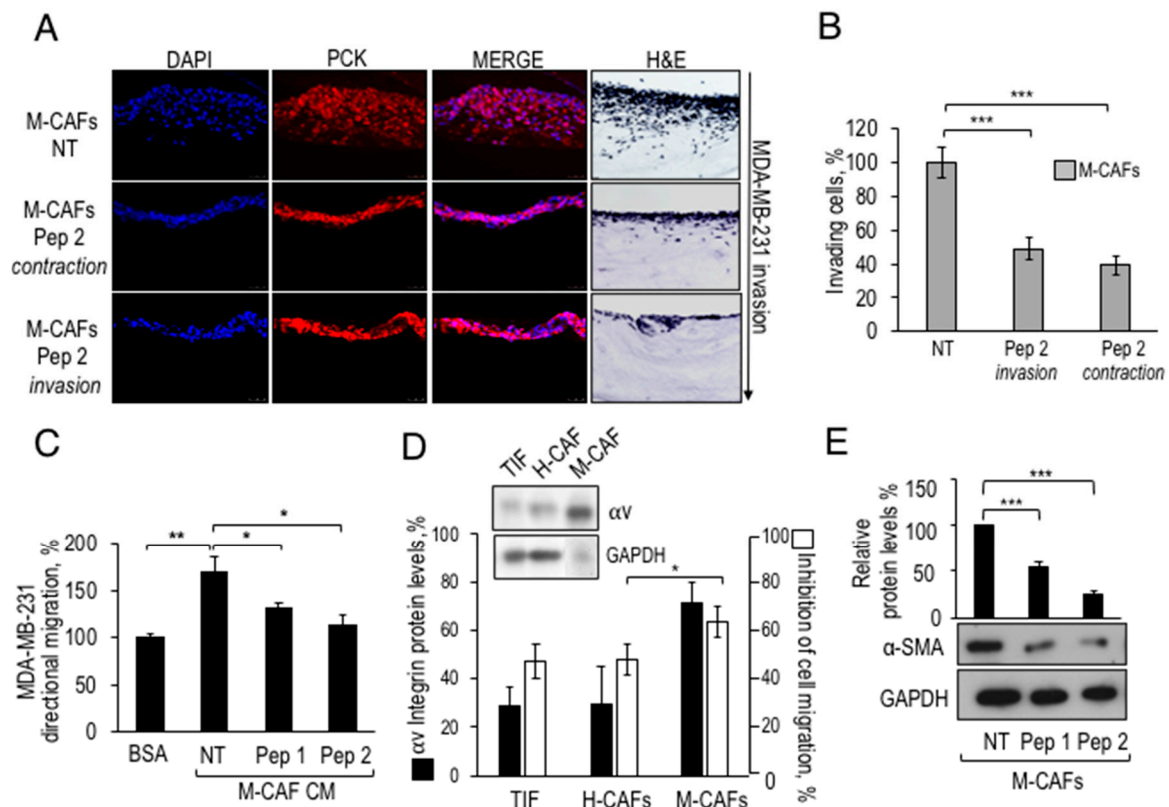 A
DAPI PCK MERGE H&E
M-CAFs
NT
M-CAFs
Pep 2
contraction
M-CAFs
Pep 2
invasion
MDA-MB-231 invasion
B
Invading cells, %
120
100
80
60
40
20
0
***
***
M-CAFs
NT
Pep 2
invasion
Pep 2
contraction
C
MDA-MB-231
directional migration, %
200
150
100
50
0
**
*
*
BSA NT Pep 1 Pep 2
M-CAF CM
D
TIF H-CAF M-CAF
αV
GAPDH
αv Integrin protein levels,%
100
80
60
40
20
0
*
100
80
60
40
20
0
Inhibition of cell migration, %
TIF H-CAFs M-CAFs
E
Relative
protein levels %
150
100
50
0
***
***
α-SMA
GAPDH
NT Pep 1 Pep 2
M-CAFs